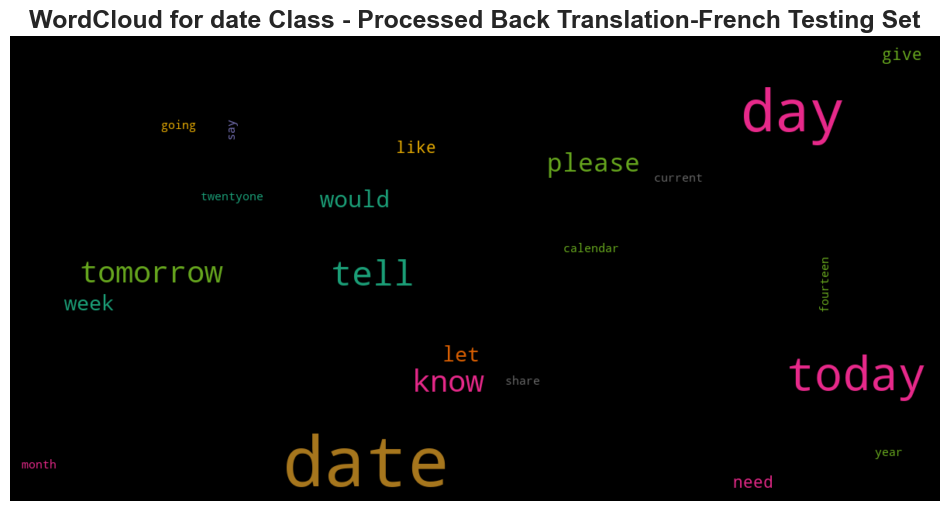 WordCloud for date Class - Processed Back Translation-French Testing Set
give
day
going
say
like
please
current
twentyone
would
calendar
tomorrow
tell
fourteen
week
let
know
share
today
date
month
year
need